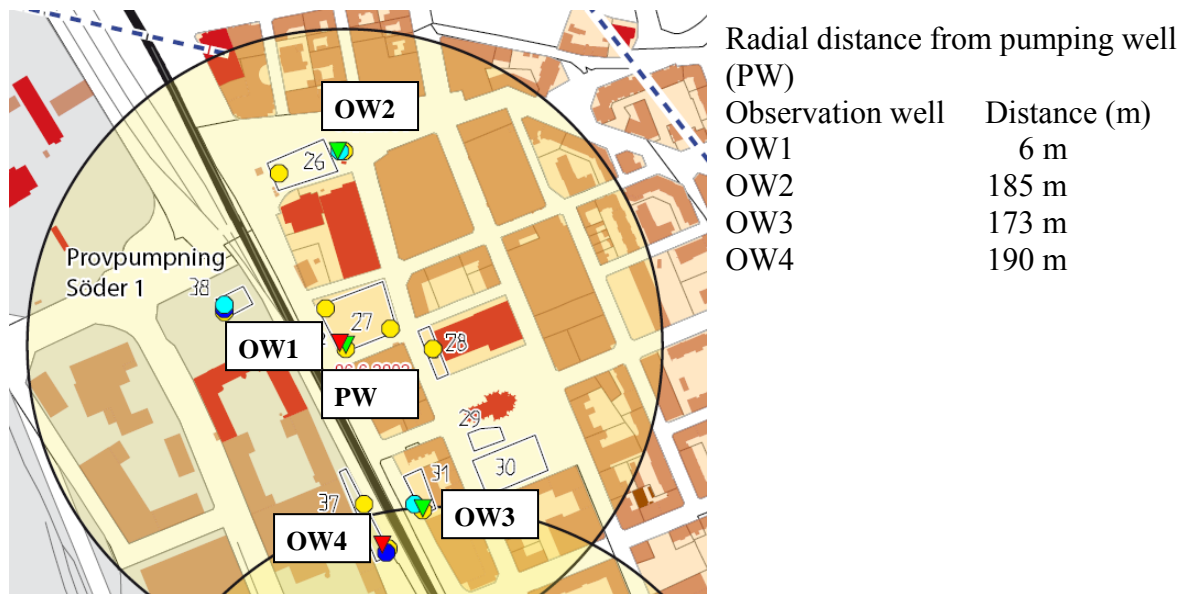 OW2
26
Provpumpning
Söder 1
38
27
OW1
28
PW
29
30
31
37
OW3
OW4
Radial distance from pumping well
(PW)
Observation well Distance (m)
OW1 6 m
OW2 185 m
OW3 173 m
OW4 190 m